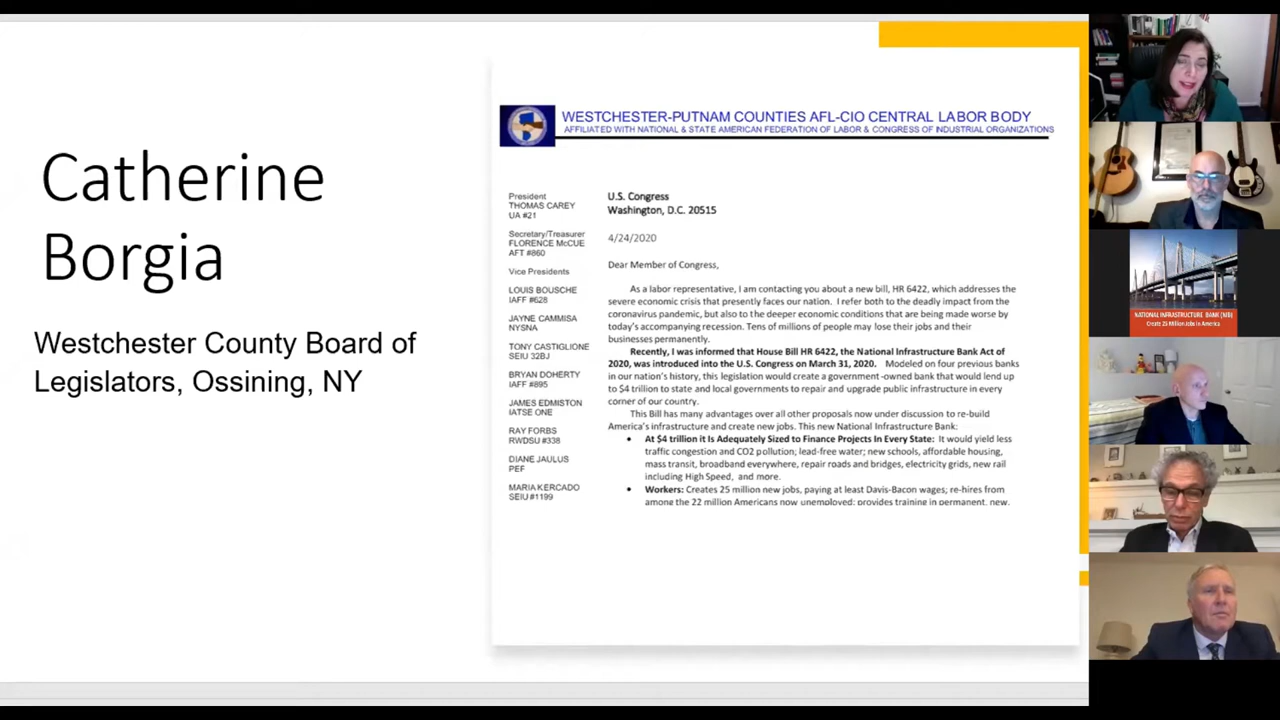 Catherine
Borgia
Westchester County Board of
Legislators, Ossining, NY
WESTCHESTER-PUTNAM COUNTIES AFL-CIO CENTRAL LABOR BODY
AFFILIATED WITH NATIONAL & STATE AMERICAN FEDERATION OF LABOR & CONGRESS OF INDUSTRIAL ORGANIZATIONS
President
THOMAS CAREY
UA #21
Secretary/Treasurer
FLORENCE McCUE
AFT #860
Vice Presidents
LOUIS BOUSCHE
IAFF #628
JAYNE CAMMISA
NYSNA
TONY CASTIGLIONE
SEIU 32BJ
BRYAN DOHERTY
IAFF #895
JAMES EDMISTON
IATSE ONE
RAY FORBS
RWDSU #338
DIANE JAULUS
PEF
MARIA KERCADO
SEIU #1199
U.S. Congress
Washington, D.C. 20515
4/24/2020
Dear Member of Congress,
As a labor representative, I am contacting you about a new bill, HR 6422, which addresses the
severe economic crisis that presently faces our nation. I refer both to the deadly impact from the
coronavirus pandemic, but also to the deeper economic conditions that are being made worse by
today's accompanying recession. Tens of millions of people may lose their jobs and their
businesses permanently.
Recently, I was informed that House Bill HR 6422, the National Infrastructure Bank Act of
2020, was introduced into the U.S. Congress on March 31, 2020. Modeled on four previous banks
in our nation's history, this legislation would create a government-owned bank that would lend up
to $4 trillion to state and local governments to repair and upgrade public infrastructure in every
corner of our country.
This Bill has many advantages over all other proposals now under discussion to re-build
America's infrastructure and create new jobs. This new National Infrastructure Bank:
• At $4 trillion it Is Adequately Sized to Finance Projects In Every State: It would yield less
traffic congestion and CO2 pollution; lead-free water; new schools, affordable housing,
mass transit, broadband everywhere, repair roads and bridges, electricity grids, new rail
including High Speed, and more.
• Workers: Creates 25 million new jobs, paying at least Davis-Bacon wages; re-hires from
among the 22 million Americans now unemployed; provides training in permanent, new,
NATIONAL INFRASTRUCTURE BANK (NIB)
Create 25 Million Jobs in America